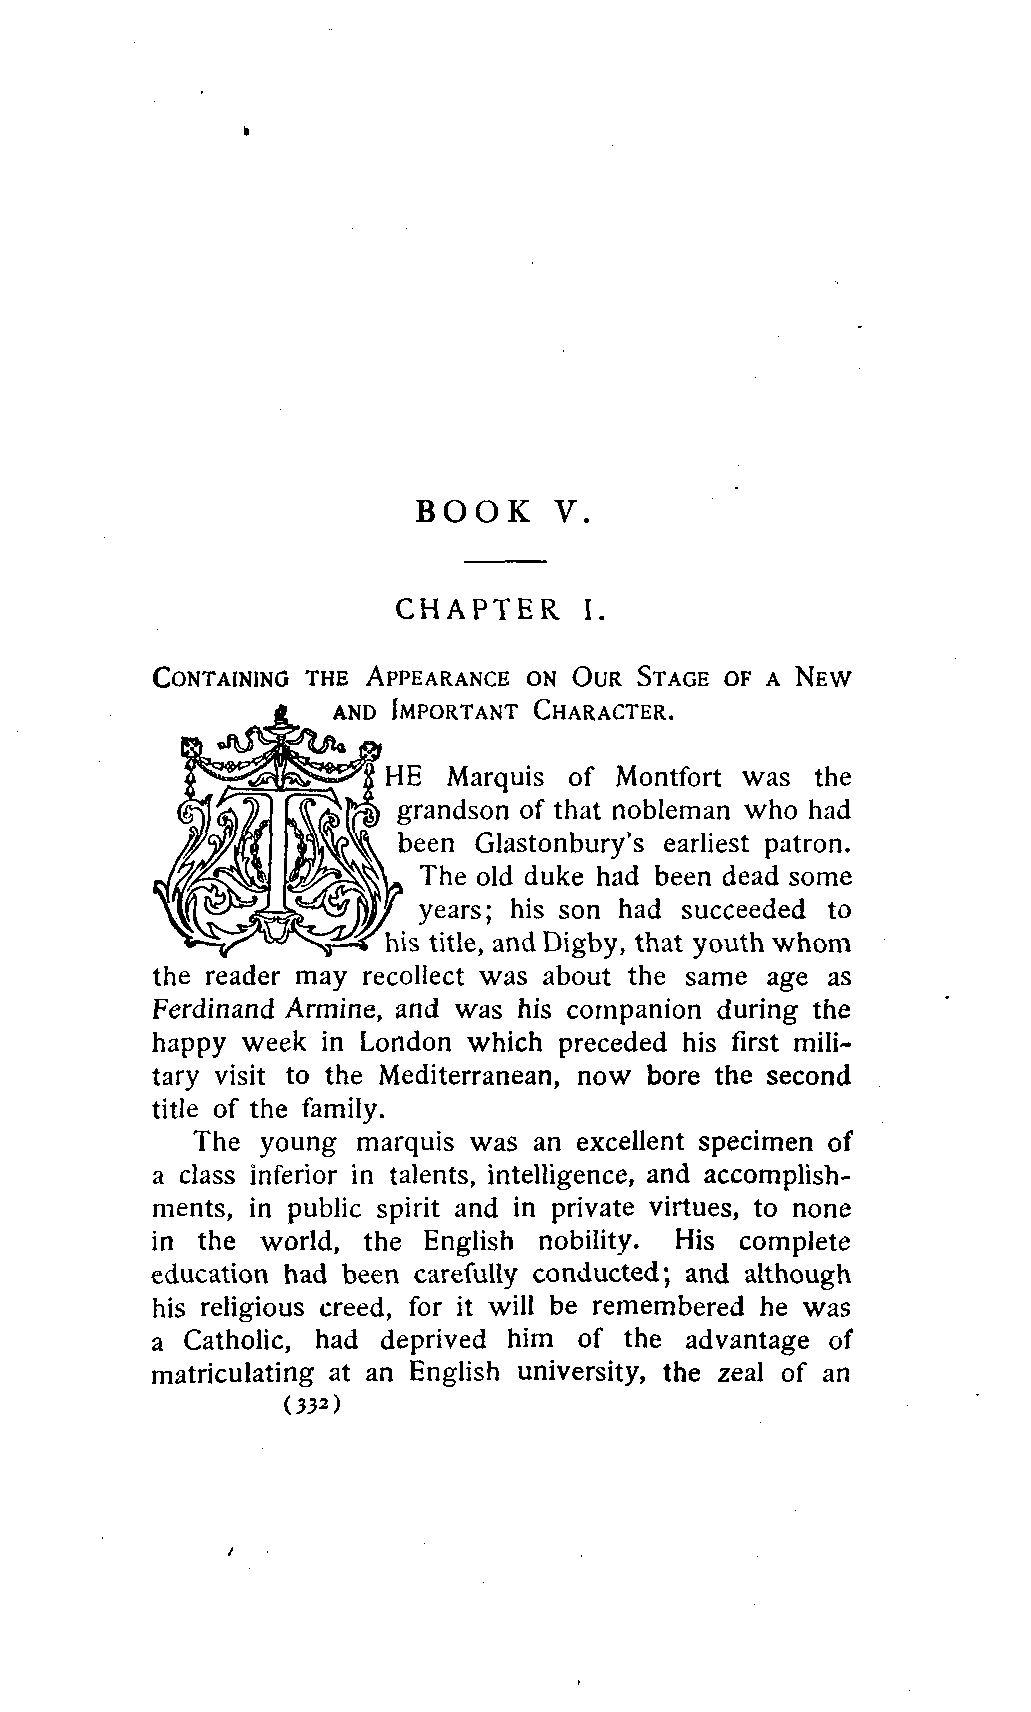 BOOK V.
CHAPTER I.
CONTAINING THE APPEARANCE ON OUR STAGE OF A NEW
AND IMPORTANT CHARACTER.
THE Marquis of Montfort was the
grandson of that nobleman who had
been Glastonbury's earliest patron.
The old duke had been dead some
years; his son had succeeded to
his title, and Digby, that youth whom
the reader may recollect was about the same age as
Ferdinand Armine, and was his companion during the
happy week in London which preceded his first mili-
tary visit to the Mediterranean, now bore the second
title of the family.
The young marquis was an excellent specimen of
a class inferior in talents, intelligence, and accomplish-
ments, in public spirit and in private virtues, to none
in the world, the English nobility. His complete
education had been carefully conducted; and although
his religious creed, for it will be remembered he was
a Catholic, had deprived him of the advantage of
matriculating at an English university, the zeal of an
(332)